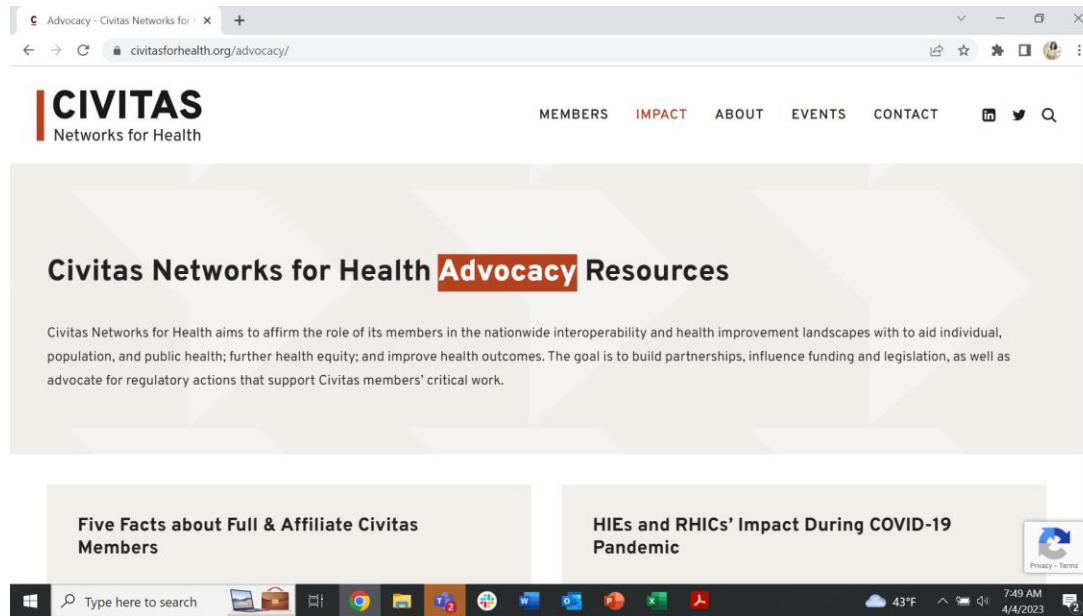 Advocacy - Civitas Networks for
civitasforhealth.org/advocacy/
CIVITAS
Networks for Health
MEMBERS IMPACT ABOUT EVENTS CONTACT
Civitas Networks for Health Advocacy Resources
Civitas Networks for Health aims to affirm the role of its members in the nationwide interoperability and health improvement landscapes with to aid individual,
population, and public health; further health equity; and improve health outcomes. The goal is to build partnerships, influence funding and legislation, as well as
advocate for regulatory actions that support Civitas members' critical work.
Five Facts about Full & Affiliate Civitas
Members
HIEs and RHICs' Impact During COVID-19
Pandemic
Privacy - Terms
Type here to search
2
43°F
7:49 AM
4/4/2023